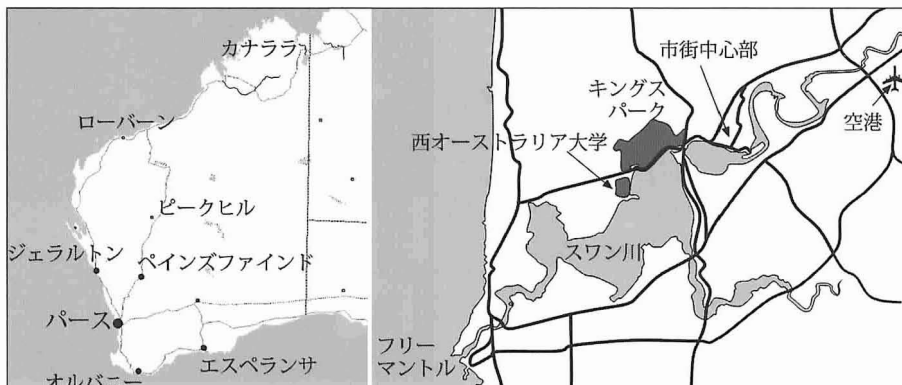 カナララ
ローバーン
ピークヒル
ジェラルトン
ペインズファインド
パース
エスペランサ
オルバニー
市街中心部
キングス
パーク
空港
西オーストラリア大学
スワン川
フリー
マントル